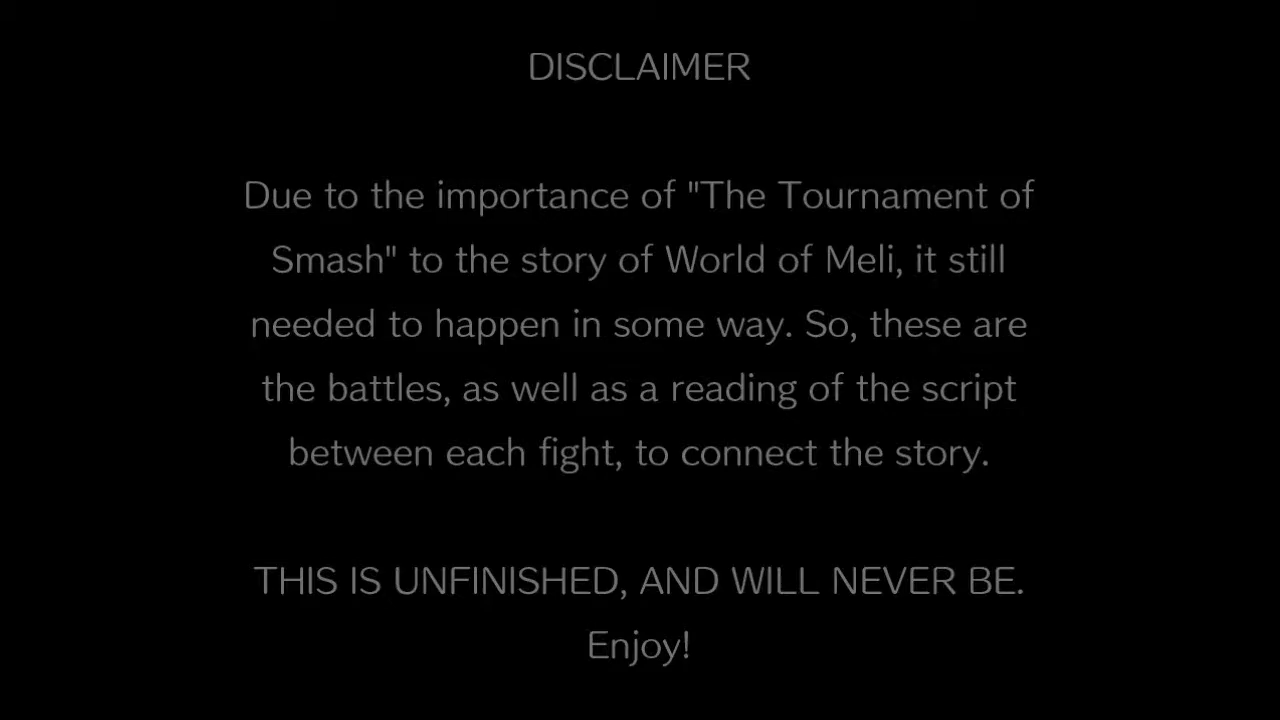 DISCLAIMER
Due to the importance of "The Tournament of
Smash" to the story of World of Meli, it still
needed to happen in some way. So, these are
the battles, as well as a reading of the script
between each fight, to connect the story.
THIS IS UNFINISHED, AND WILL NEVER BE.
Enjoy!